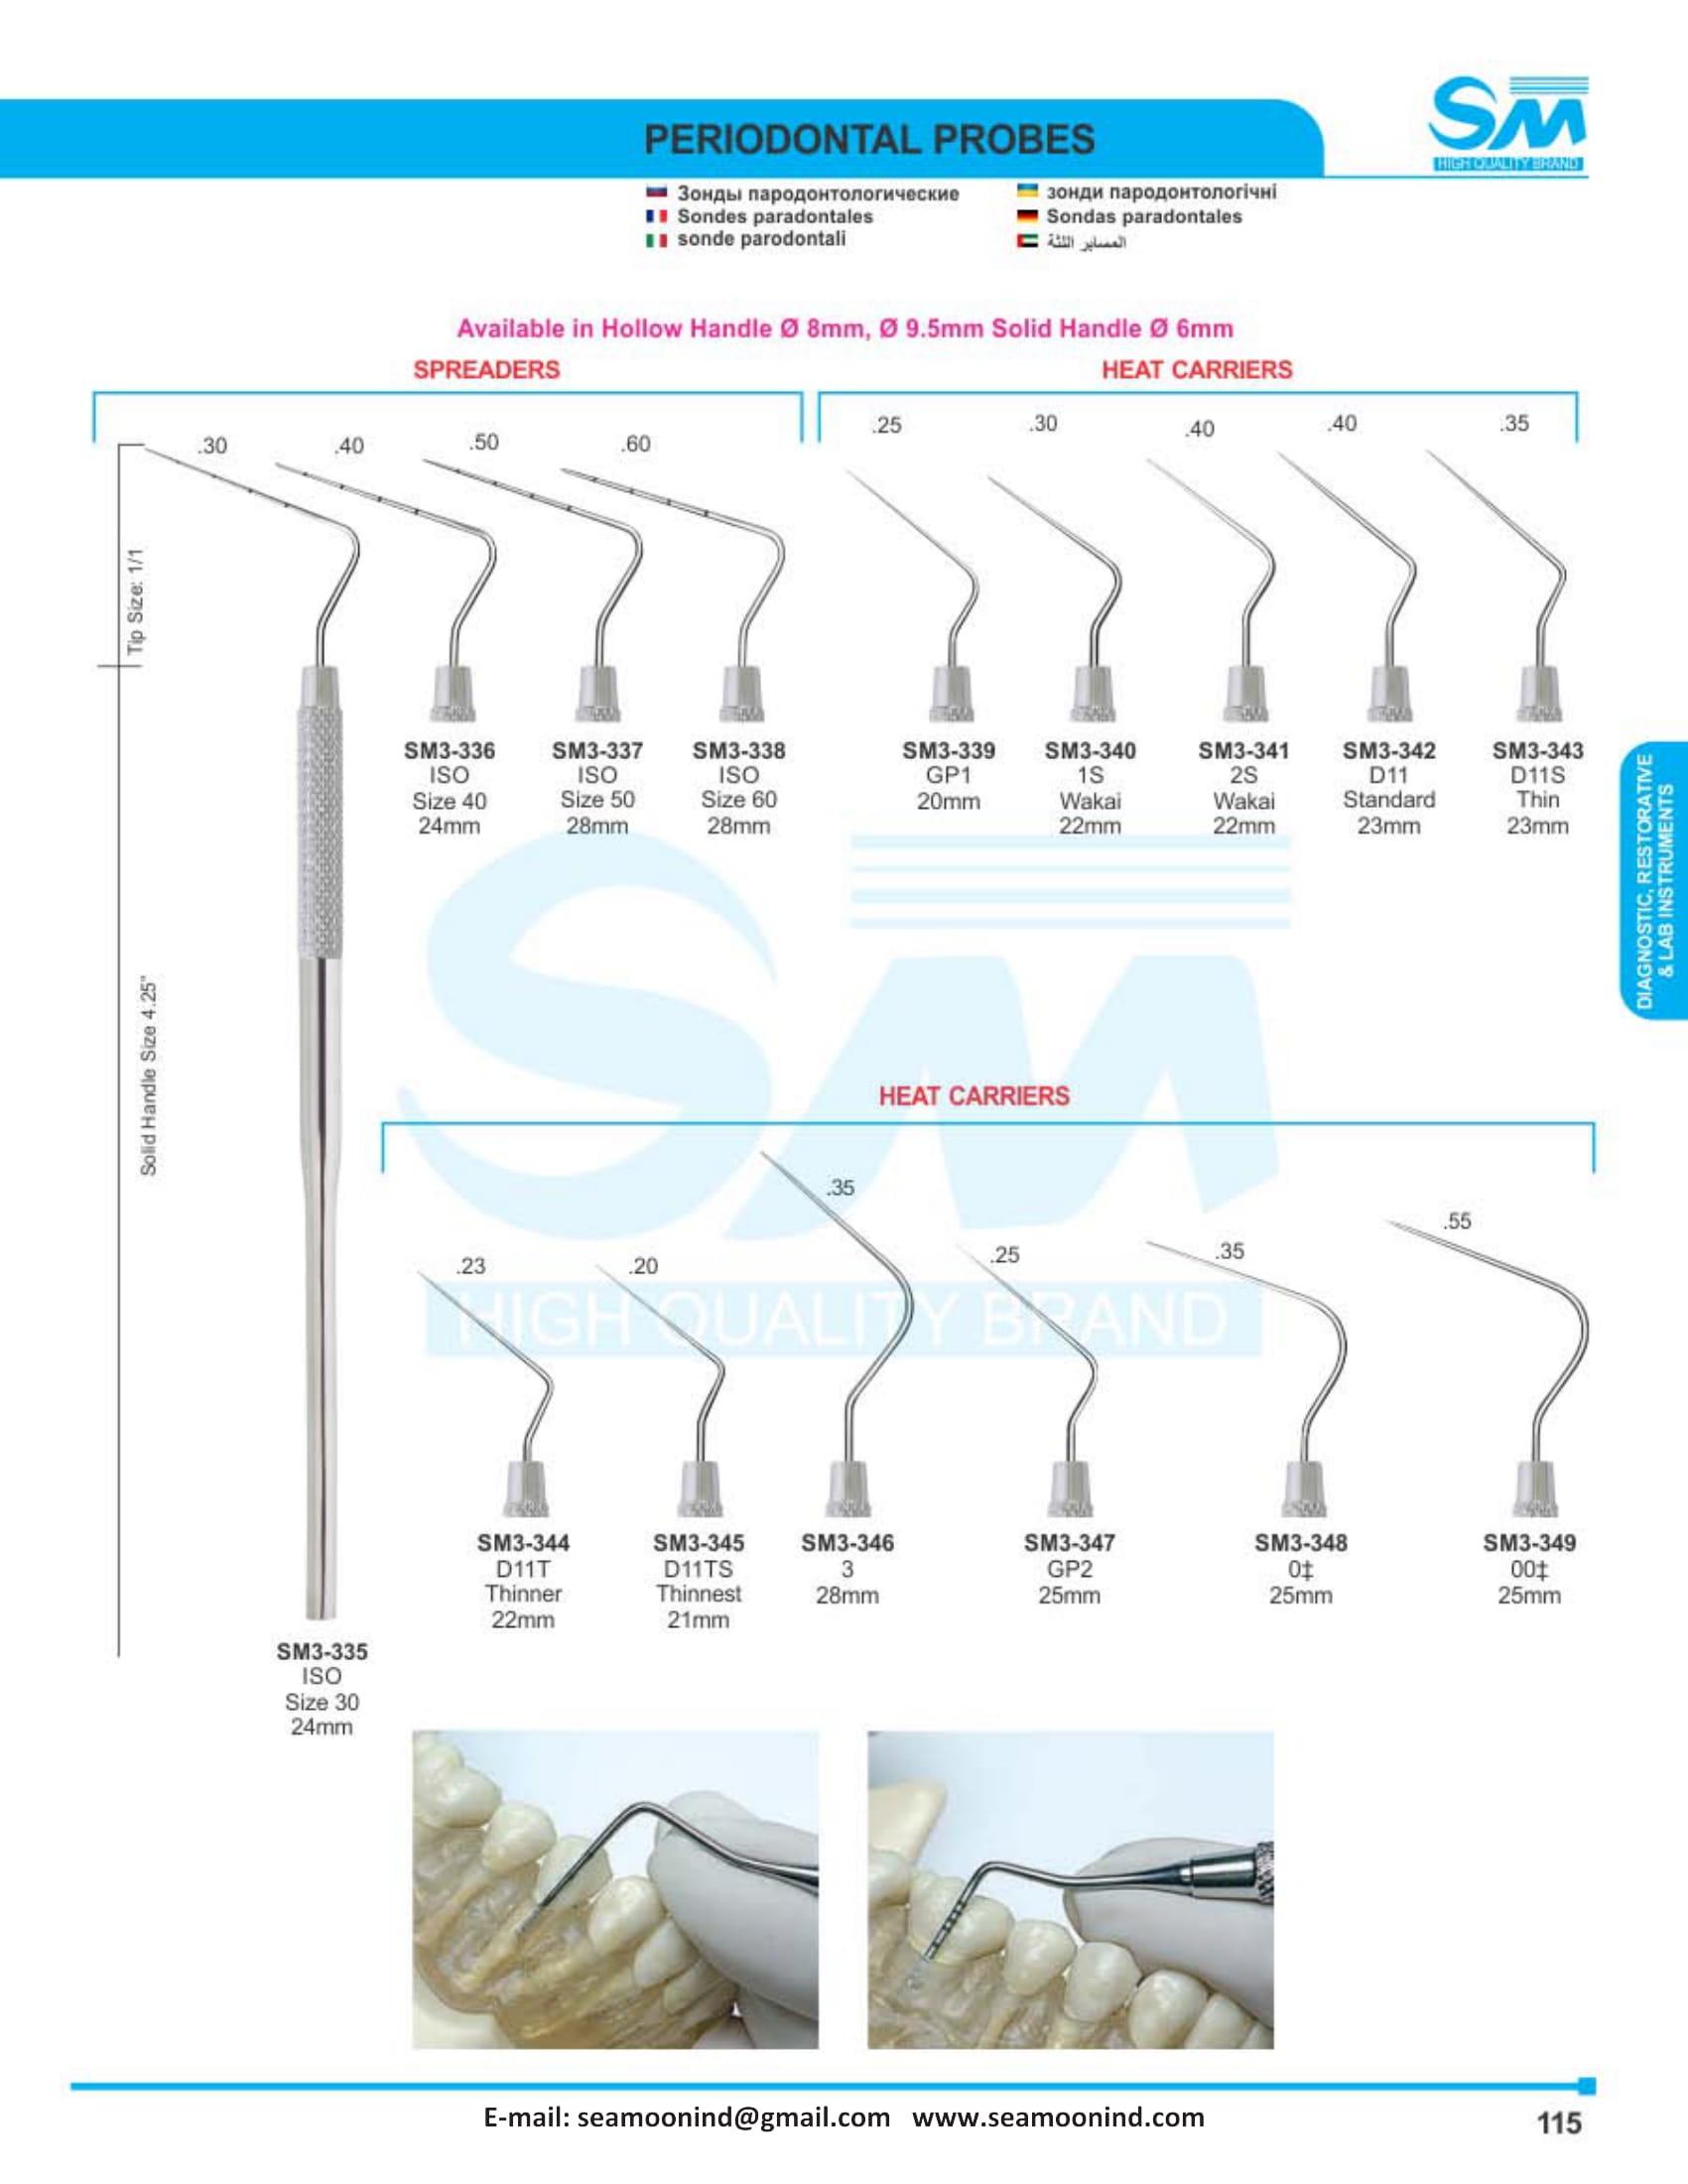 SM
HIGH QUALITY BRAND
PERIODONTAL PROBES
Зонды пародонтологические
Sondes paradontales
sonde parodontali
зонди пародонтологічні
Sondas paradontales
المسابر اللثة
Available in Hollow Handle Ø 8mm, Ø 9.5mm Solid Handle Ø 6mm
SPREADERS
HEAT CARRIERS
.30 .40 .50 .60 .25 .30 .40 .40 .35
Tip Size: 1/1
SM3-336
ISO
Size 40
24mm
SM3-337
ISO
Size 50
28mm
SM3-338
ISO
Size 60
28mm
SM3-339
GP1
20mm
SM3-340
1S
Wakai
22mm
SM3-341
2S
Wakai
22mm
SM3-342
D11
Standard
23mm
SM3-343
D11S
Thin
23mm
DIAGNOSTIC, RESTORATIVE
& LAB INSTRUMENTS
Solid Handle Size 4.25"
SM
HIGH QUALITY BRAND
HEAT CARRIERS
.23 .20 .35 .25 .35 .55
SM3-344
D11T
Thinner
22mm
SM3-345
D11TS
Thinnest
21mm
SM3-346
3
28mm
SM3-347
GP2
25mm
SM3-348
0‡
25mm
SM3-349
00‡
25mm
SM3-335
ISO
Size 30
24mm
E-mail: seamoonind@gmail.com www.seamoonind.com
115